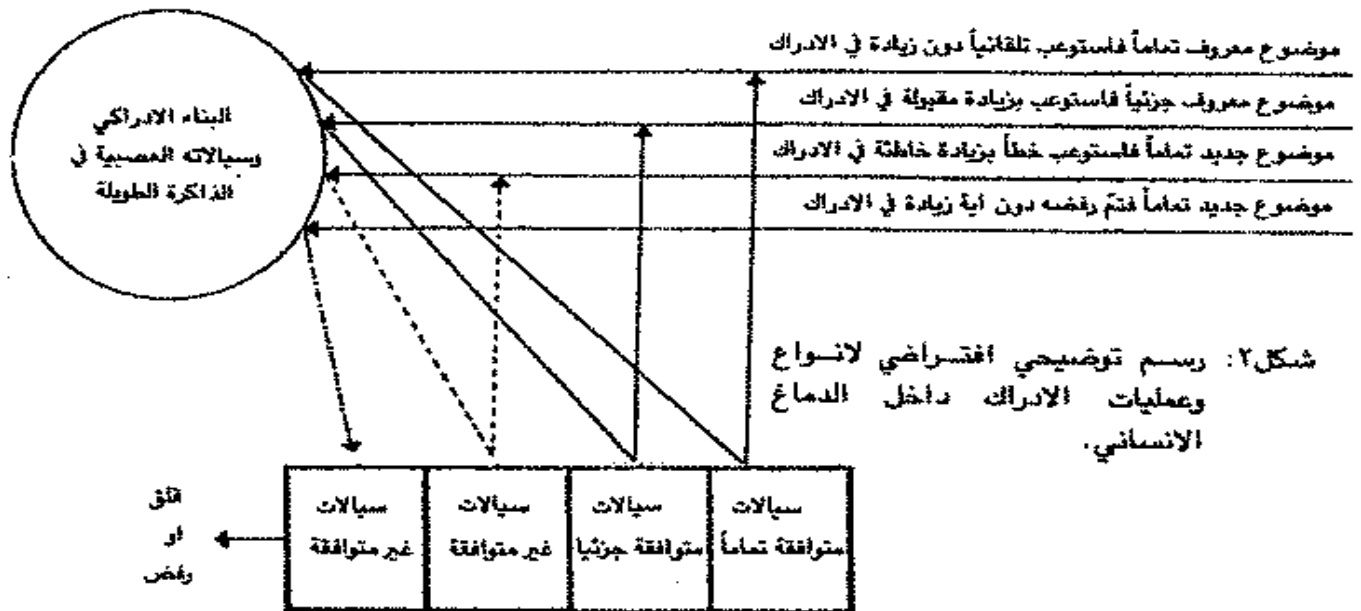 موضوع معروف تماماً فاستوعب تلقائياً دون زيادة في الادراك
موضوع معروف جزئياً فاستوعب بزيادة مقبولة في الادراك
موضوع جديد تماماً فاستوعب خطأ بزيادة خاطئة في الادراك
موضوع جديد تماماً فتمّ رفضه دون أية زيادة في الادراك
البناء الادراكي
وسيالاته العصبية في
الذاكرة الطويلة
شكل٢: رسم توضيحي افتراضي لانواع
وعمليات الادراك داخل الدماغ
الانساني.
سيالات
متوافقة تماماً
سيالات
متوافقة جزئيا
سيالات
غير متوافقة
سيالات
غير متوافقة
قلق
او
رفض